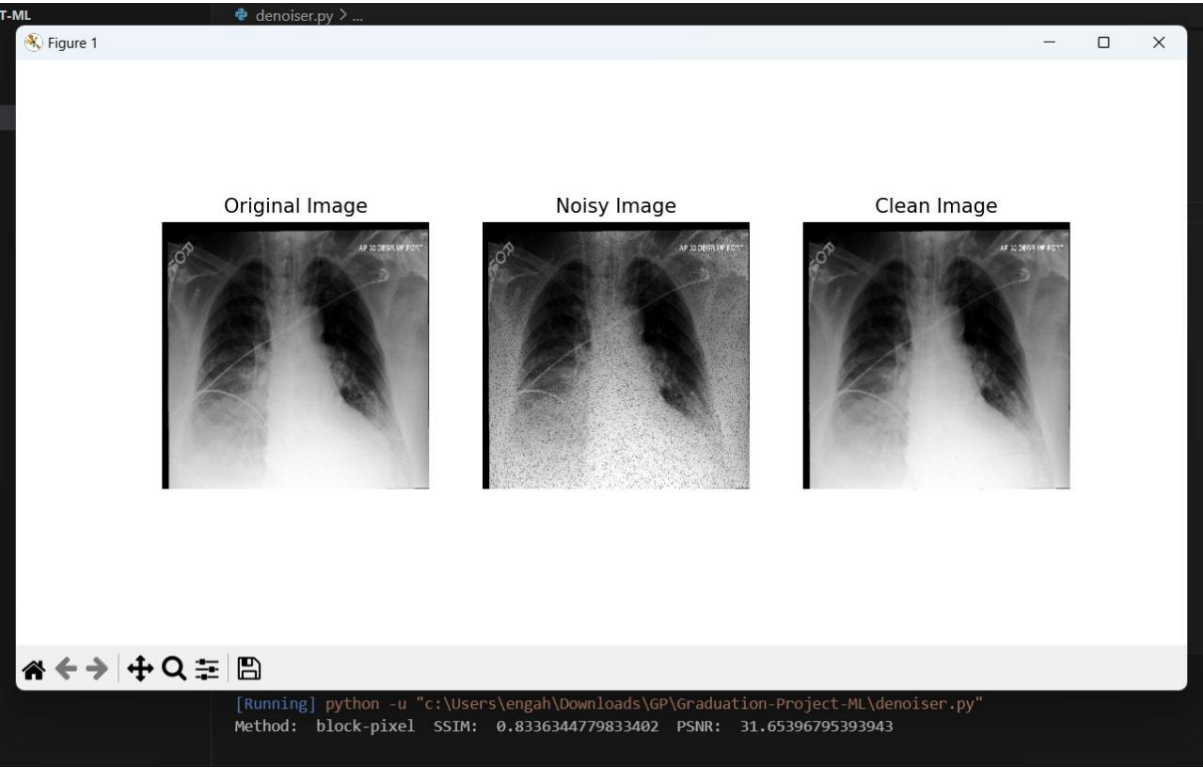 T-ML
denoiser.py > ...
Figure 1
Original Image
Noisy Image
Clean Image
[Running] python -u "c:\Users\engah\Downloads\GP\Graduation-Project-ML\denoiser.py"
Method:  block-pixel  SSIM:  0.8336344779833402  PSNR:  31.65396795393943